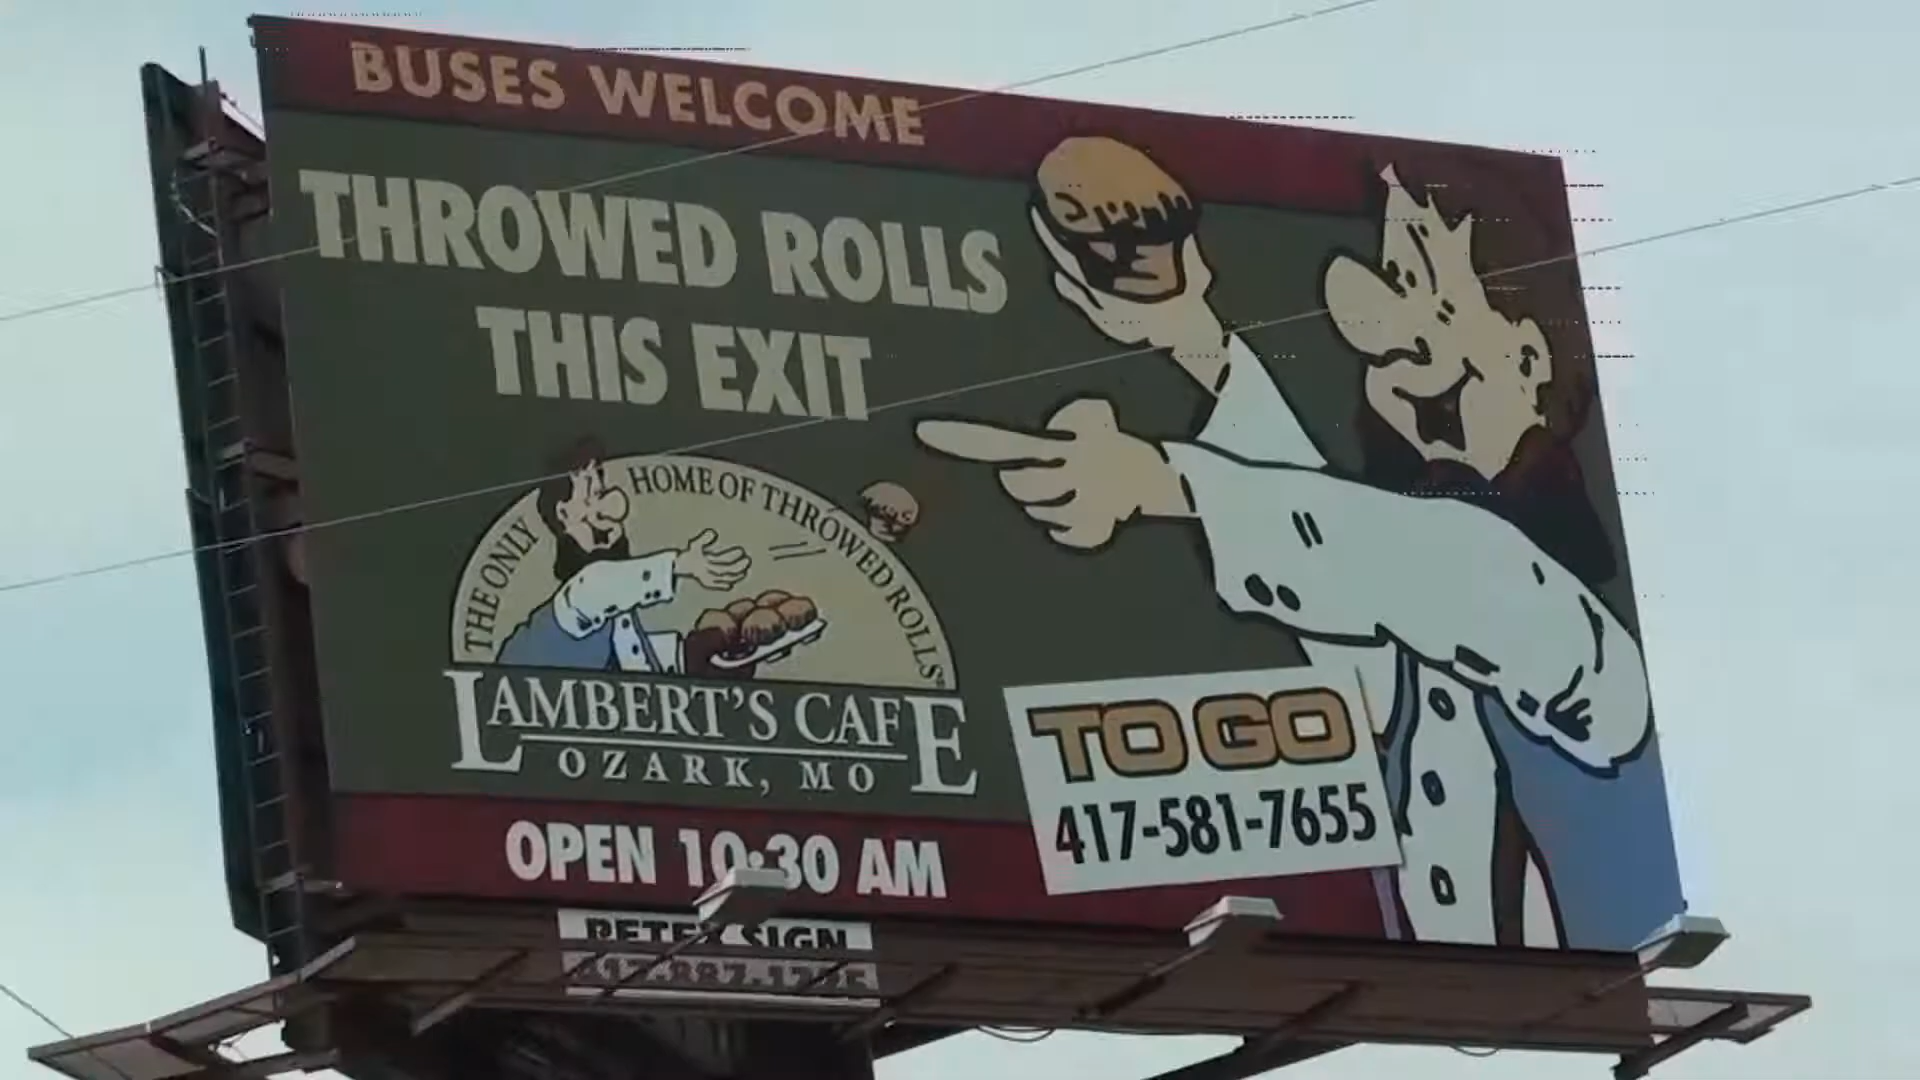 BUSES WELCOME
THROWED ROLLS
THIS EXIT
THE ONLY HOME OF THROWED ROLLS
LAMBERT'S CAFE
OZARK, MO
TO GO
417-581-7655
OPEN 10:30 AM
SIGN